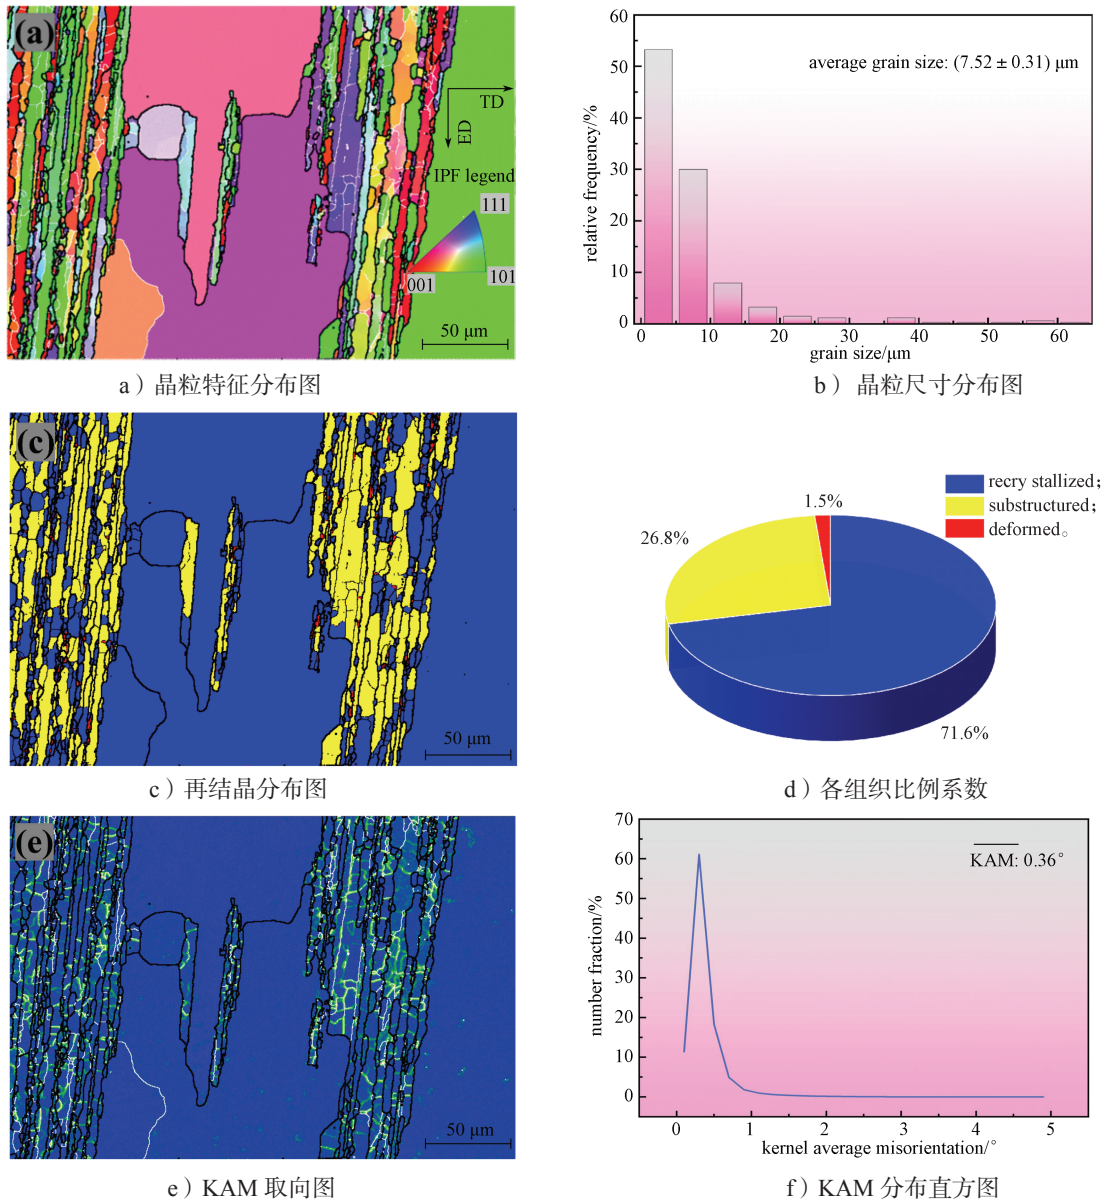 (a)
TD
ED
IPF legend
111
001
101
50 μm
a）晶粒特征分布图
60
50
40
30
20
10
0
relative frequency/%
average grain size: (7.52 ± 0.31) μm
0
10
20
30
40
50
60
grain size/μm
b） 晶粒尺寸分布图
(c)
50 μm
c）再结晶分布图
recry stallized；
substructured；
deformed。
1.5%
26.8%
71.6%
d）各组织比例系数
(e)
50 μm
e）KAM 取向图
70
60
50
40
30
20
10
0
number fraction/%
KAM: 0.36°
0
1
2
3
4
5
kernel average misorientation/°
f）KAM 分布直方图